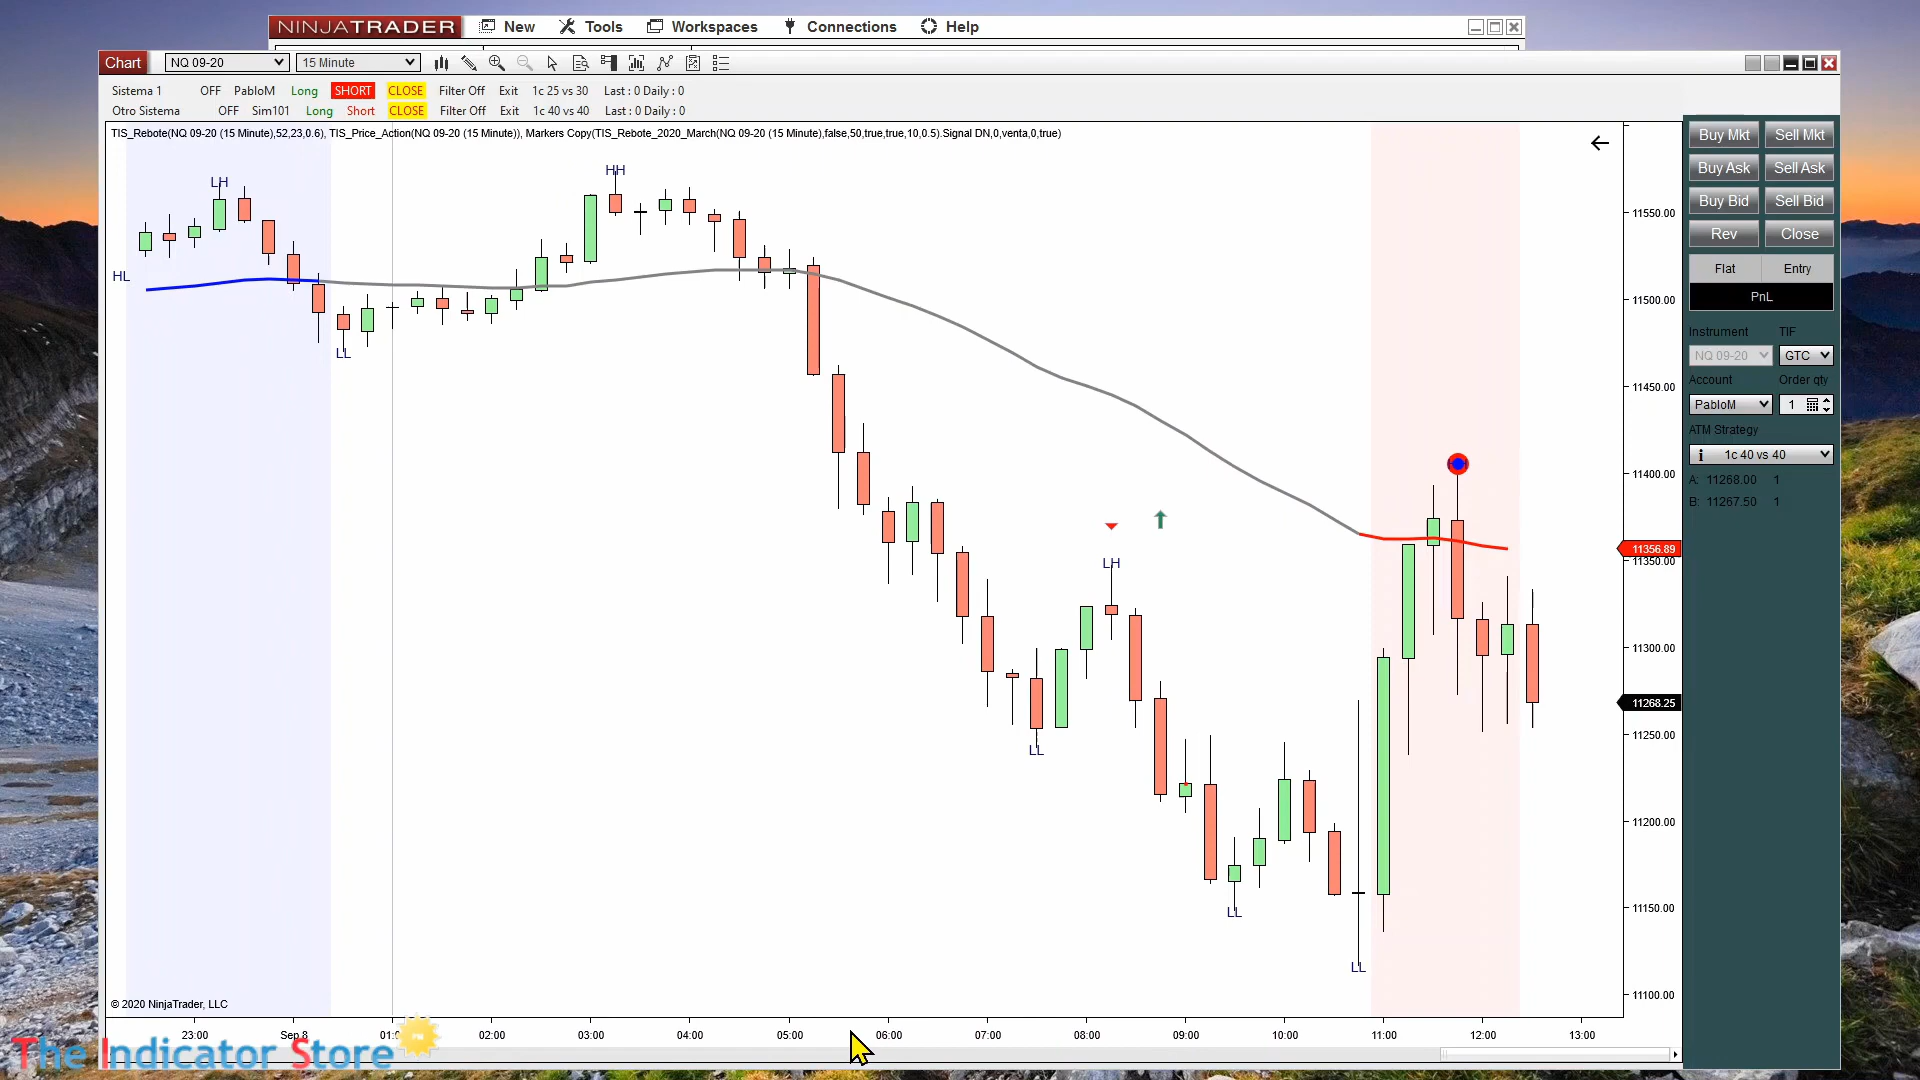 NINJATRADER New Tools Workspaces Connections Help
Chart NQ 09-20 15 Minute
Sistema 1 OFF PabloM Long SHORT CLOSE Filter Off Exit 1c 25 vs 30 Last : 0 Daily : 0
Otro Sistema OFF Sim101 Long Short CLOSE Filter Off Exit 1c 40 vs 40 Last : 0 Daily : 0
TIS_Rebote(NQ 09-20 (15 Minute),52,23,0.6), TIS_Price_Action(NQ 09-20 (15 Minute)), Markers Copy(TIS_Rebote_2020_March(NQ 09-20 (15 Minute),false,50,true,true,10,0.5).Signal DN,0,venta,0,true)
LH
HH
HL
LL
LH
LL
LL
LL
11550.00
11500.00
11450.00
11400.00
11356.89
11350.00
11300.00
11268.25
11250.00
11200.00
11150.00
11100.00
Buy Mkt Sell Mkt
Buy Ask Sell Ask
Buy Bid Sell Bid
Rev Close
Flat Entry
PnL
Instrument TIF
NQ 09-20 GTC
Account Order qty
PabloM 1
ATM Strategy
1c 40 vs 40
A: 11268.00 1
B: 11267.50 1
© 2020 NinjaTrader, LLC
23:00 Sep 8 01:0 02:00 03:00 04:00 05:00 06:00 07:00 08:00 09:00 10:00 11:00 12:00 13:00
The Indicator Store